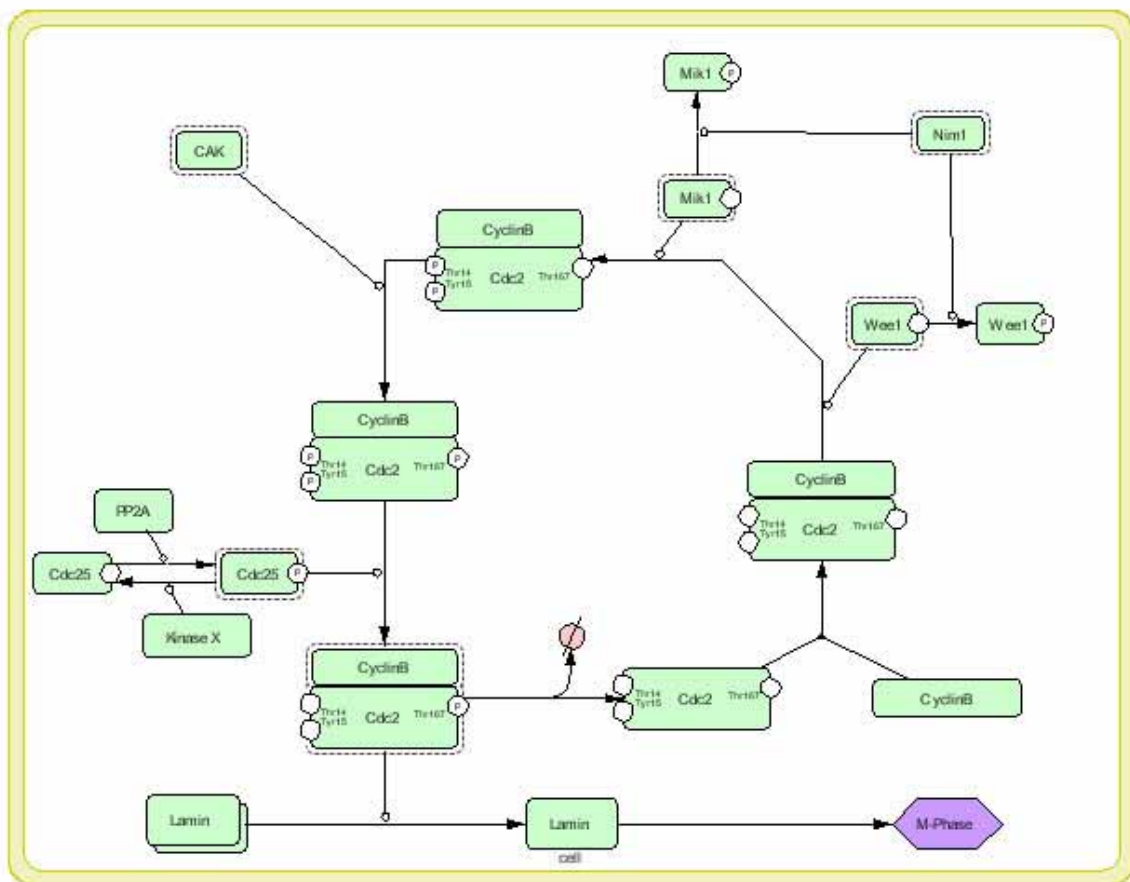 Mik1
P
CAK
Nim1
Mik1
CyclinB
P
Thr14
Tyr15
Cdc2
Thr167
P
Wee1
Wee1
P
CyclinB
P
Thr14
Tyr15
Cdc2
Thr167
P
P
CyclinB
Thr14
Tyr15
Cdc2
Thr167
PP2A
Cdc25
Cdc25
P
Kinase X
CyclinB
Thr14
Tyr15
Cdc2
Thr167
P
Thr14
Tyr15
Cdc2
Thr167
CyclinB
Lamin
Lamin
M-Phase
cell